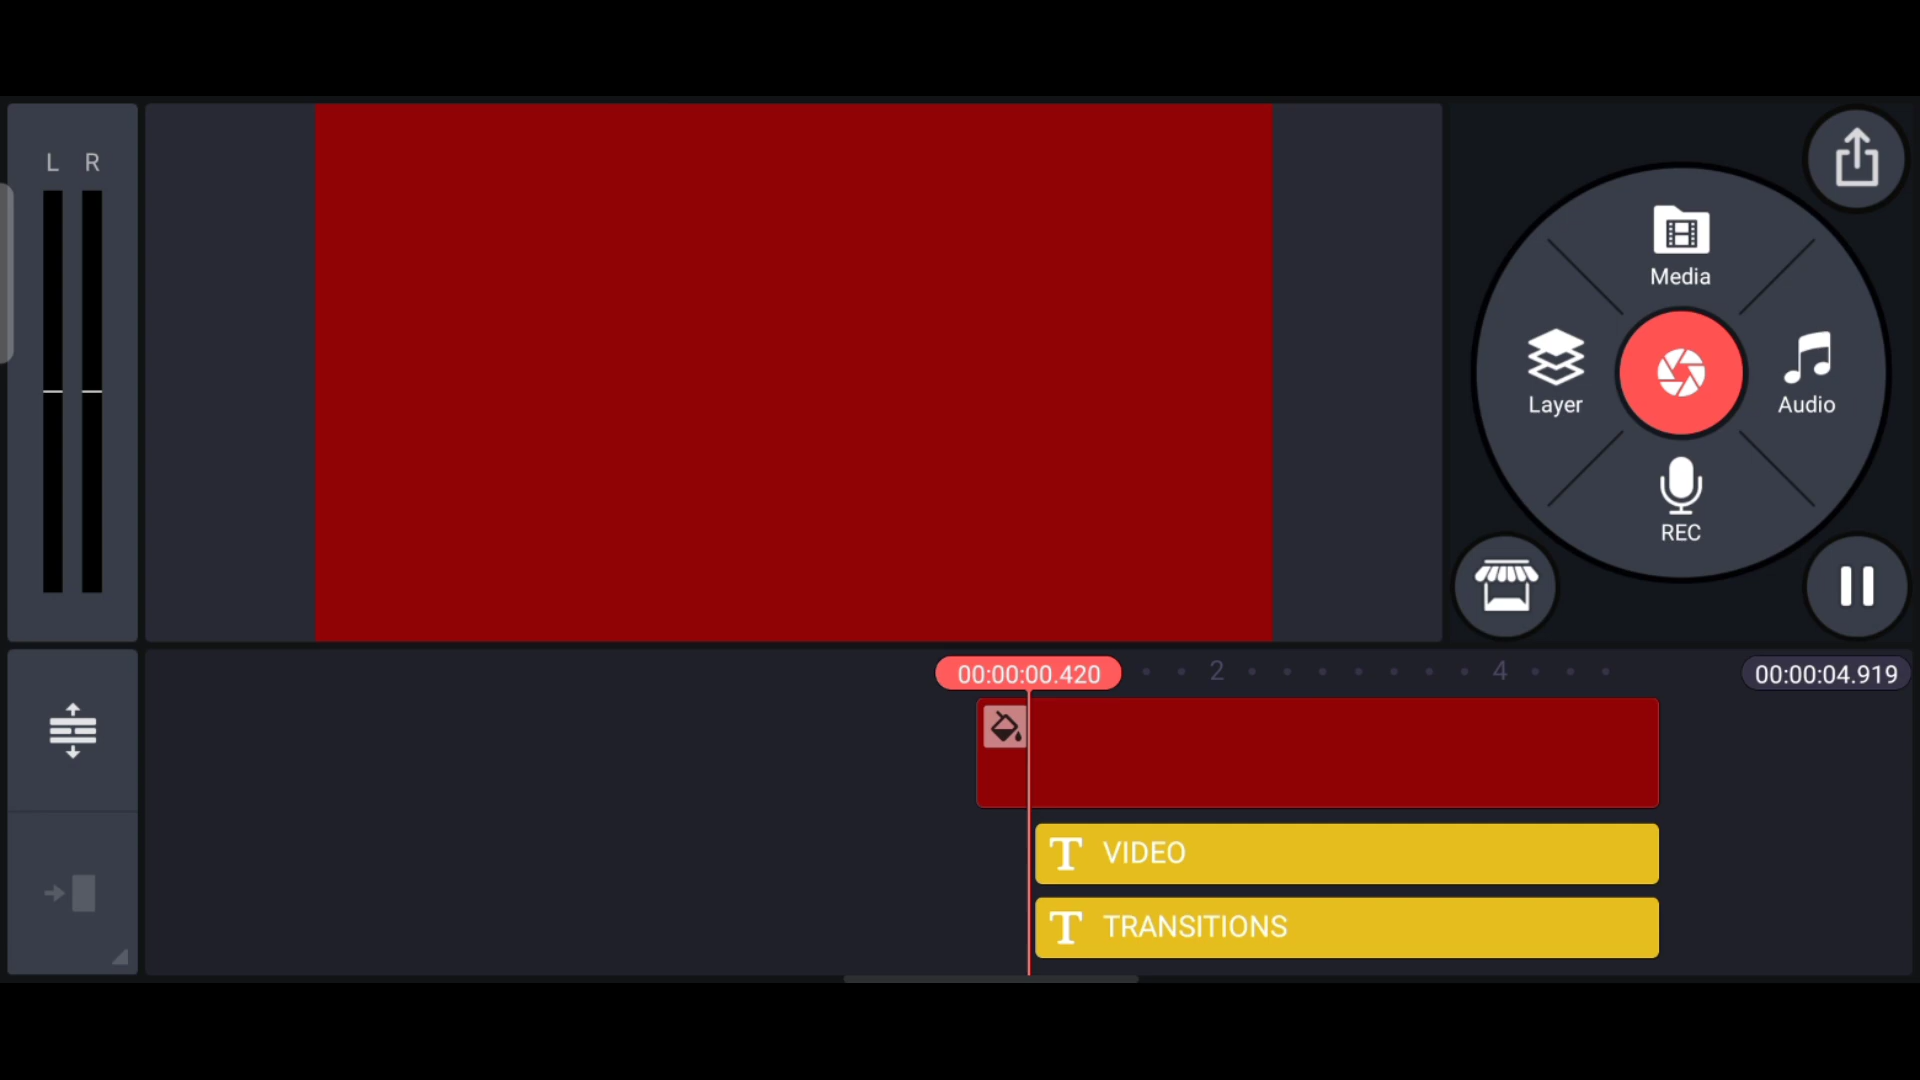 L R
Media
Layer
Audio
REC
00:00:00.420
2
4
00:00:04.919
T VIDEO
T TRANSITIONS